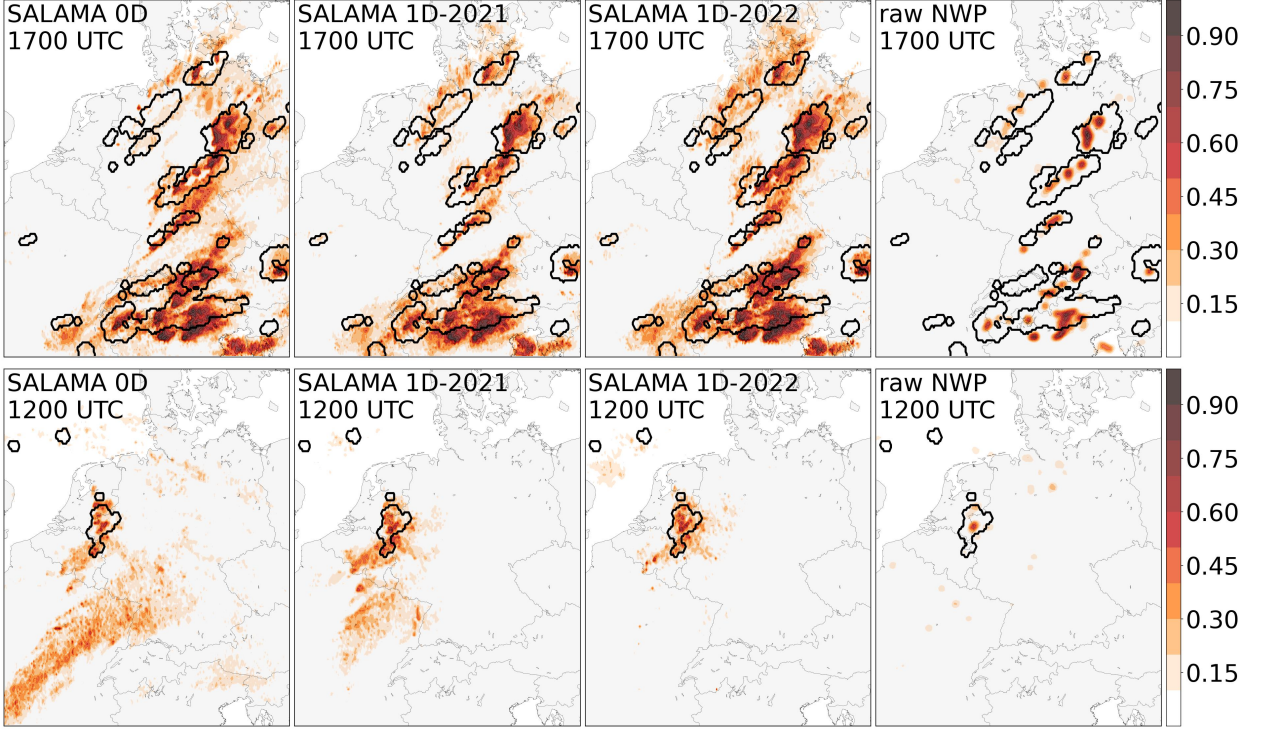 SALAMA 0D
1700 UTC
SALAMA 1D-2021
1700 UTC
SALAMA 1D-2022
1700 UTC
raw NWP
1700 UTC
0.90
0.75
0.60
0.45
0.30
0.15
SALAMA 0D
1200 UTC
SALAMA 1D-2021
1200 UTC
SALAMA 1D-2022
1200 UTC
raw NWP
1200 UTC
0.90
0.75
0.60
0.45
0.30
0.15